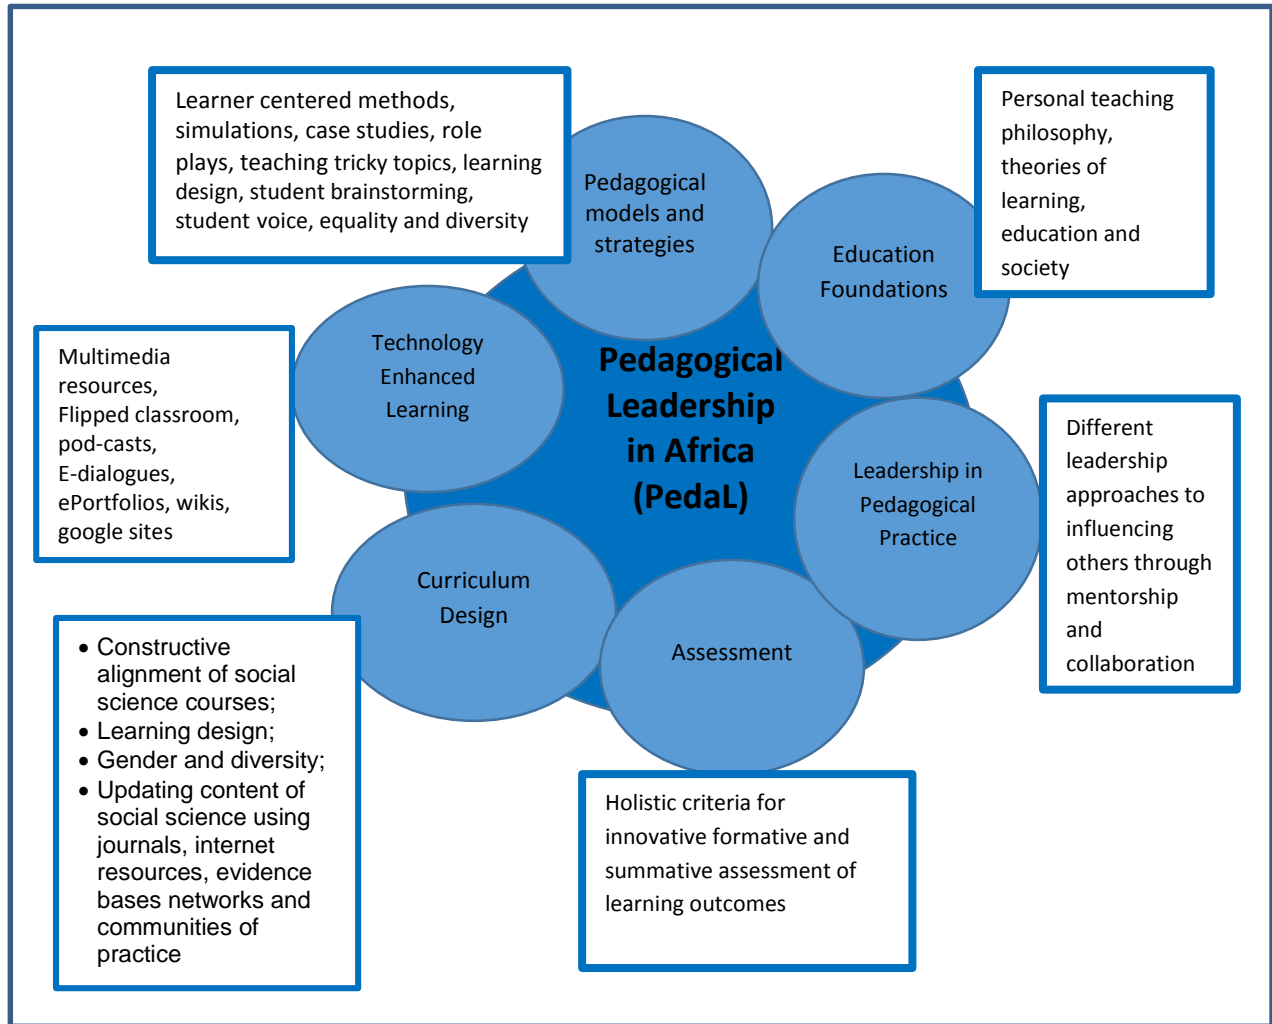 Learner centered methods,
simulations, case studies, role
plays, teaching tricky topics, learning
design, student brainstorming,
student voice, equality and diversity
Pedagogical
models and
strategies
Education
Foundations
Personal teaching
philosophy,
theories of
learning,
education and
society
Multimedia
resources,
Flipped classroom,
pod-casts,
E-dialogues,
ePortfolios, wikis,
google sites
Technology
Enhanced
Learning
Pedagogical
Leadership
in Africa
(PedaL)
Leadership in
Pedagogical
Practice
Different
leadership
approaches to
influencing
others through
mentorship
and
collaboration
Curriculum
Design
Assessment
• Constructive
alignment of social
science courses;
• Learning design;
• Gender and diversity;
• Updating content of
social science using
journals, internet
resources, evidence
bases networks and
communities of
practice
Holistic criteria for
innovative formative and
summative assessment of
learning outcomes